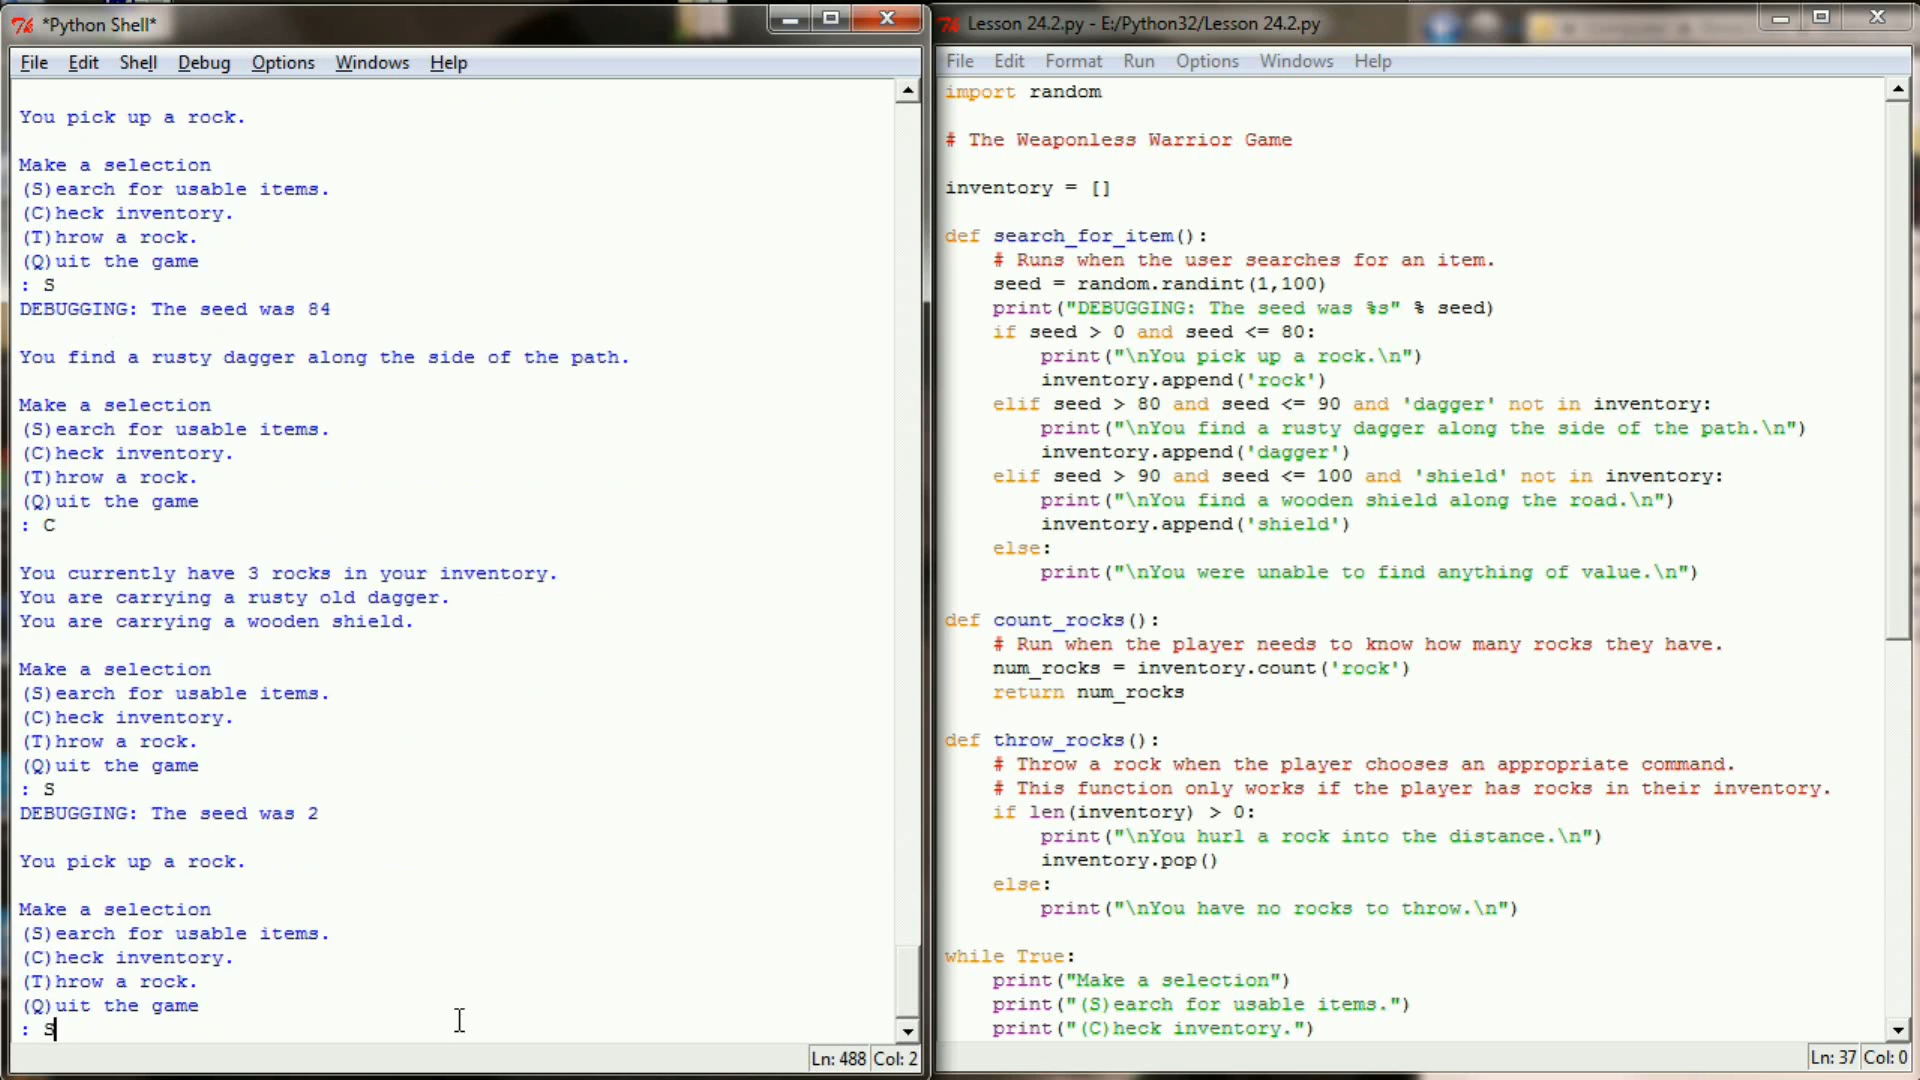 *Python Shell*
File Edit Shell Debug Options Windows Help
You pick up a rock.
Make a selection
(S)earch for usable items.
(C)heck inventory.
(T)hrow a rock.
(Q)uit the game
: S
DEBUGGING: The seed was 84
You find a rusty dagger along the side of the path.
Make a selection
(S)earch for usable items.
(C)heck inventory.
(T)hrow a rock.
(Q)uit the game
: C
You currently have 3 rocks in your inventory.
You are carrying a rusty old dagger.
You are carrying a wooden shield.
Make a selection
(S)earch for usable items.
(C)heck inventory.
(T)hrow a rock.
(Q)uit the game
: S
DEBUGGING: The seed was 2
You pick up a rock.
Make a selection
(S)earch for usable items.
(C)heck inventory.
(T)hrow a rock.
(Q)uit the game
: S
Ln: 488 Col: 2
Lesson 24.2.py - E:/Python32/Lesson 24.2.py
File Edit Format Run Options Windows Help
import random
# The Weaponless Warrior Game
inventory = []
def search_for_item():
    # Runs when the user searches for an item.
    seed = random.randint(1,100)
    print("DEBUGGING: The seed was %s" % seed)
    if seed > 0 and seed <= 80:
        print("\nYou pick up a rock.\n")
        inventory.append('rock')
    elif seed > 80 and seed <= 90 and 'dagger' not in inventory:
        print("\nYou find a rusty dagger along the side of the path.\n")
        inventory.append('dagger')
    elif seed > 90 and seed <= 100 and 'shield' not in inventory:
        print("\nYou find a wooden shield along the road.\n")
        inventory.append('shield')
    else:
        print("\nYou were unable to find anything of value.\n")
def count_rocks():
    # Run when the player needs to know how many rocks they have.
    num_rocks = inventory.count('rock')
    return num_rocks
def throw_rocks():
    # Throw a rock when the player chooses an appropriate command.
    # This function only works if the player has rocks in their inventory.
    if len(inventory) > 0:
        print("\nYou hurl a rock into the distance.\n")
        inventory.pop()
    else:
        print("\nYou have no rocks to throw.\n")
while True:
    print("Make a selection")
    print("(S)earch for usable items.")
    print("(C)heck inventory.")
Ln: 37 Col: 0